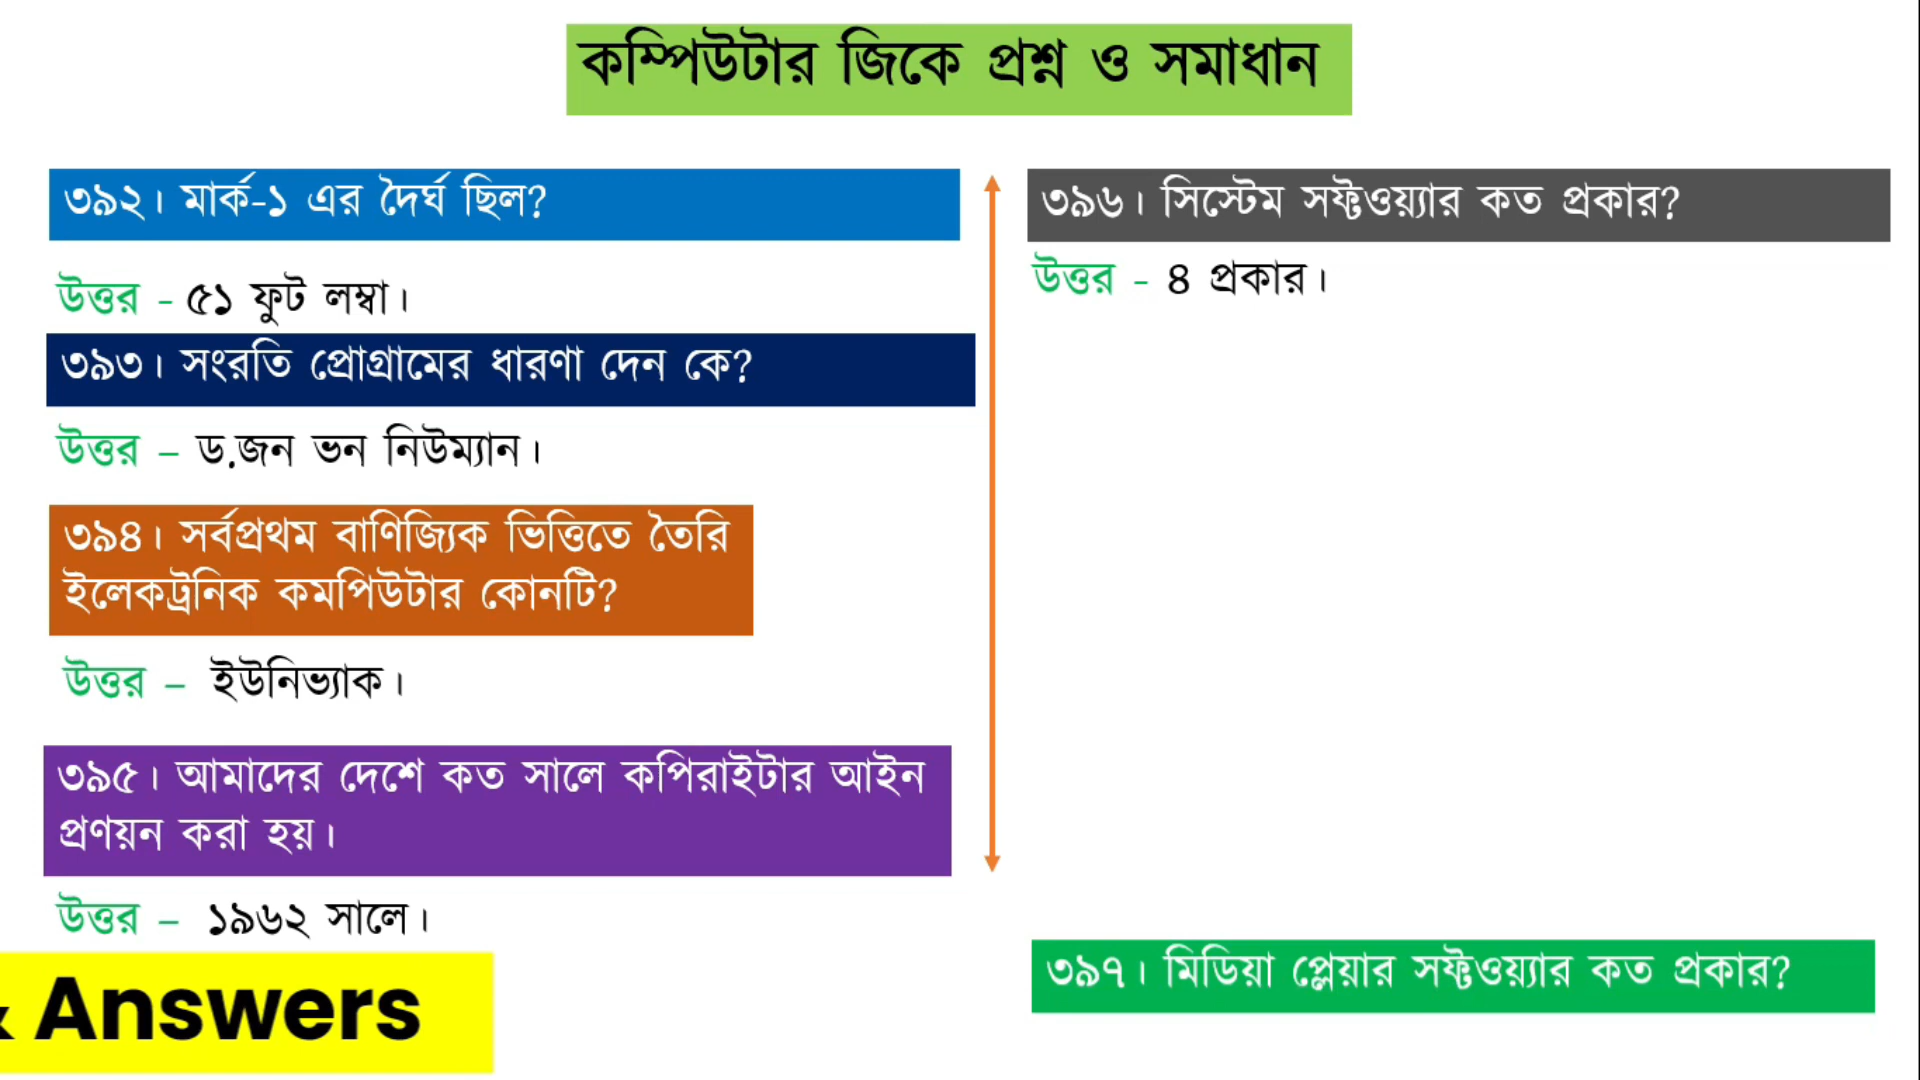 কম্পিউটার জিকে প্রশ্ন ও সমাধান
৩৯২। মার্ক-১ এর দৈর্ঘ ছিল?
উত্তর - ৫১ ফুট লম্বা।
৩৯৩। সংরতি প্রোগ্রামের ধারণা দেন কে?
উত্তর – ড.জন ভন নিউম্যান।
৩৯৪। সর্বপ্রথম বাণিজ্যিক ভিত্তিতে তৈরি
ইলেকট্রনিক কমপিউটার কোনটি?
উত্তর – ইউনিভ্যাক।
৩৯৫। আমাদের দেশে কত সালে কপিরাইটার আইন
প্রণয়ন করা হয়।
উত্তর – ১৯৬২ সালে।
৩৯৬। সিস্টেম সফ্টওয়্যার কত প্রকার?
উত্তর - ৪ প্রকার।
৩৯৭। মিডিয়া প্লেয়ার সফ্টওয়্যার কত প্রকার?
& Answers